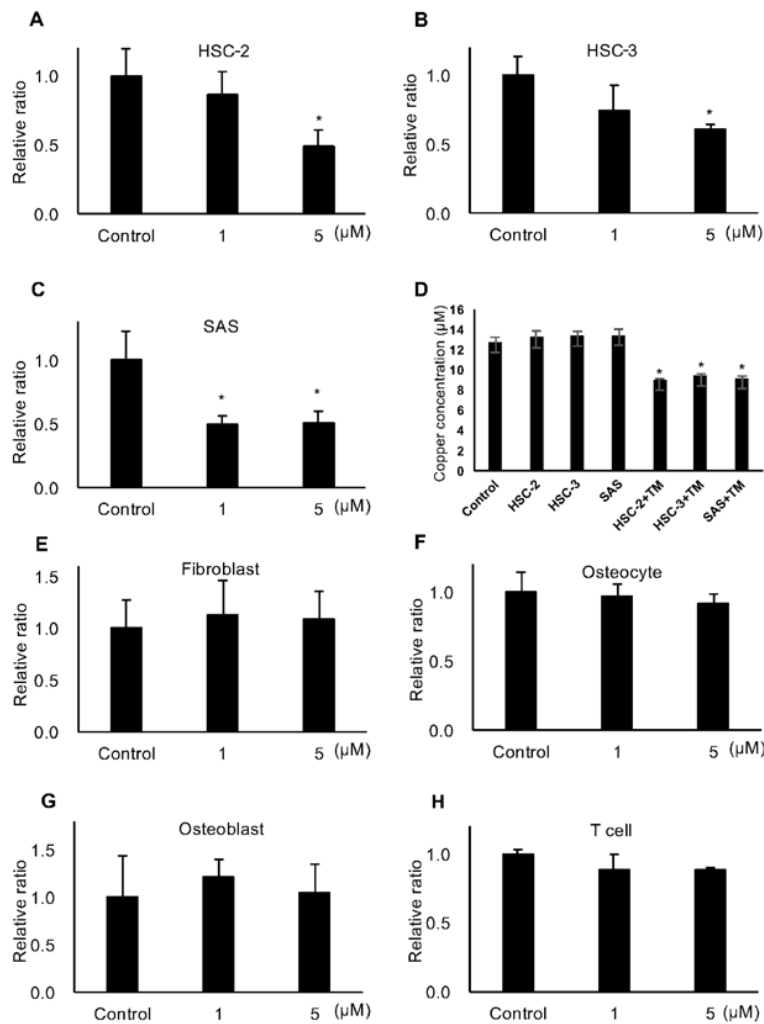 A
HSC-2
Relative ratio
1.0
0.5
0.0
*
Control 1 5 (µM)
B
HSC-3
Relative ratio
1.0
0.5
0.0
*
Control 1 5 (µM)
C
SAS
Relative ratio
1.0
0.5
0.0
* *
Control 1 5 (µM)
D
Copper concentration (µM)
16
14
12
10
8
6
4
2
0
* * *
Control HSC-2 HSC-3 SAS HSC-2+TM HSC-3+TM SAS+TM
E
Fibroblast
Relative ratio
1.5
1.0
0.5
0.0
Control 1 5 (µM)
F
Osteocyte
Relative ratio
1.0
0.5
0.0
Control 1 5 (µM)
G
Osteoblast
Relative ratio
1.5
1.0
0.5
0.0
Control 1 5 (µM)
H
T cell
Relative ratio
1.0
0.5
0.0
Control 1 5 (µM)